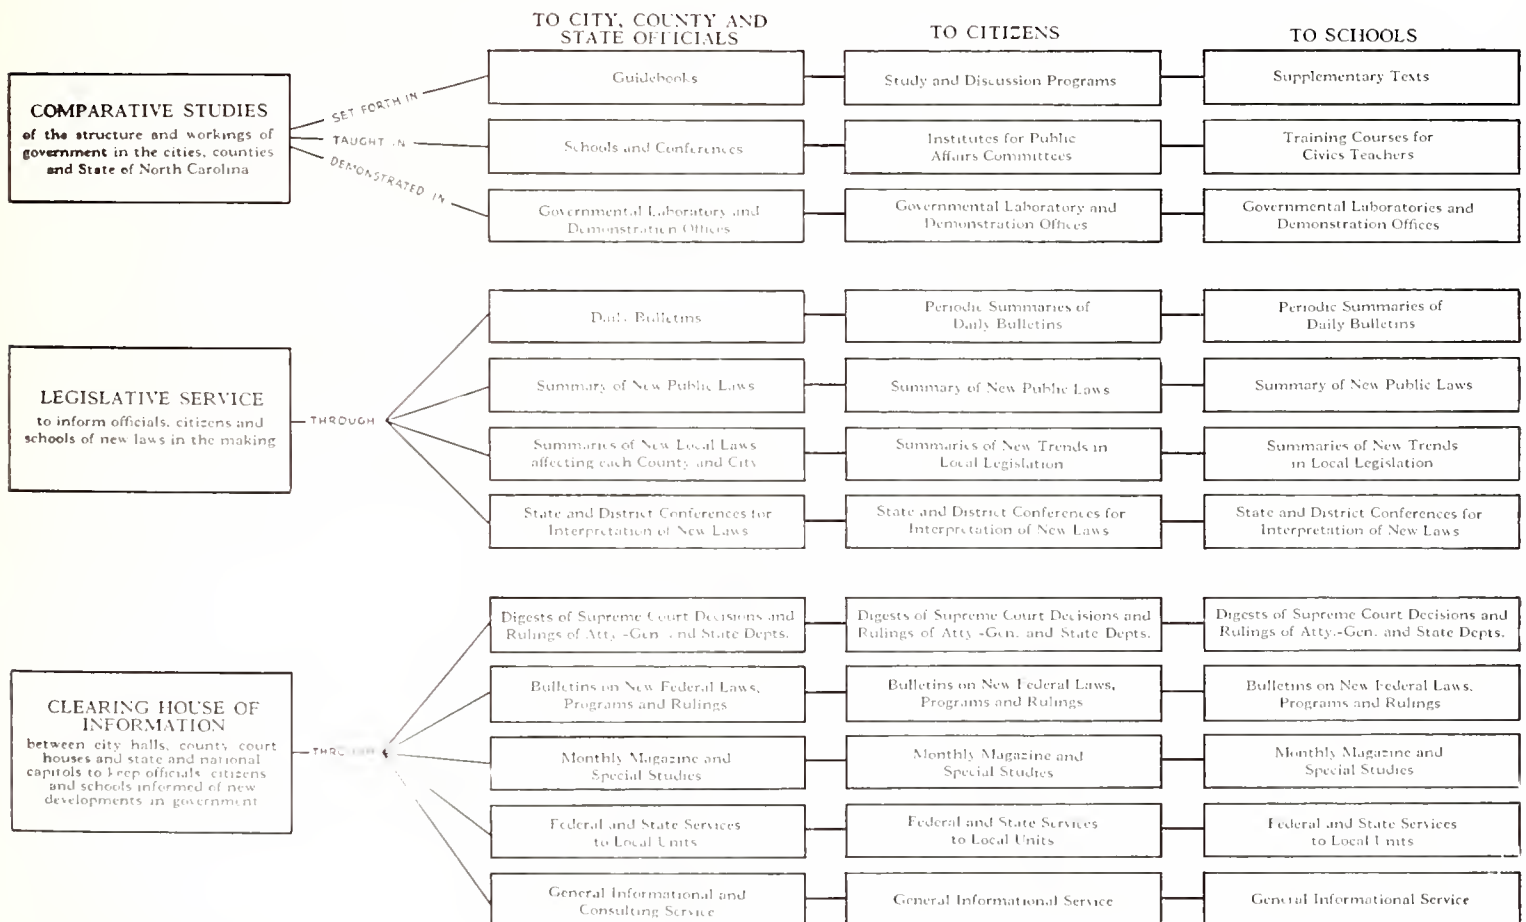 TO CITY, COUNTY AND
STATE OFFICIALS
TO CITIZENS
TO SCHOOLS
COMPARATIVE STUDIES
of the structure and workings of
government in the cities, counties
and State of North Carolina
SET FORTH IN
TAUGHT IN
DEMONSTRATED IN
Guidebooks
Study and Discussion Programs
Supplementary Texts
Schools and Conferences
Institutes for Public
Affairs Committees
Training Courses for
Civics Teachers
Governmental Laboratory and
Demonstration Offices
Governmental Laboratory and
Demonstration Offices
Governmental Laboratories and
Demonstration Offices
LEGISLATIVE SERVICE
to inform officials, citizens and
schools of new laws in the making
THROUGH
Daily Bulletins
Periodic Summaries of
Daily Bulletins
Periodic Summaries of
Daily Bulletins
Summary of New Public Laws
Summary of New Public Laws
Summary of New Public Laws
Summaries of New Local Laws
affecting each County and City
Summaries of New Trends in
Local Legislation
Summaries of New Trends
in Local Legislation
State and District Conferences for
Interpretation of New Laws
State and District Conferences for
Interpretation of New Laws
State and District Conferences for
Interpretation of New Laws
CLEARING HOUSE OF
INFORMATION
between city halls, county court
houses and state and national
capitols to keep officials, citizens
and schools informed of new
developments in government
THROUGH
Digests of Supreme Court Decisions and
Rulings of Atty.-Gen. and State Depts.
Digests of Supreme Court Decisions and
Rulings of Atty.-Gen. and State Depts.
Digests of Supreme Court Decisions and
Rulings of Atty.-Gen. and State Depts.
Bulletins on New Federal Laws,
Programs and Rulings
Bulletins on New Federal Laws,
Programs and Rulings
Bulletins on New Federal Laws,
Programs and Rulings
Monthly Magazine and
Special Studies
Monthly Magazine and
Special Studies
Monthly Magazine and
Special Studies
Federal and State Services
to Local Units
Federal and State Services
to Local Units
Federal and State Services
to Local Units
General Informational and
Consulting Service
General Informational Service
General Informational Service